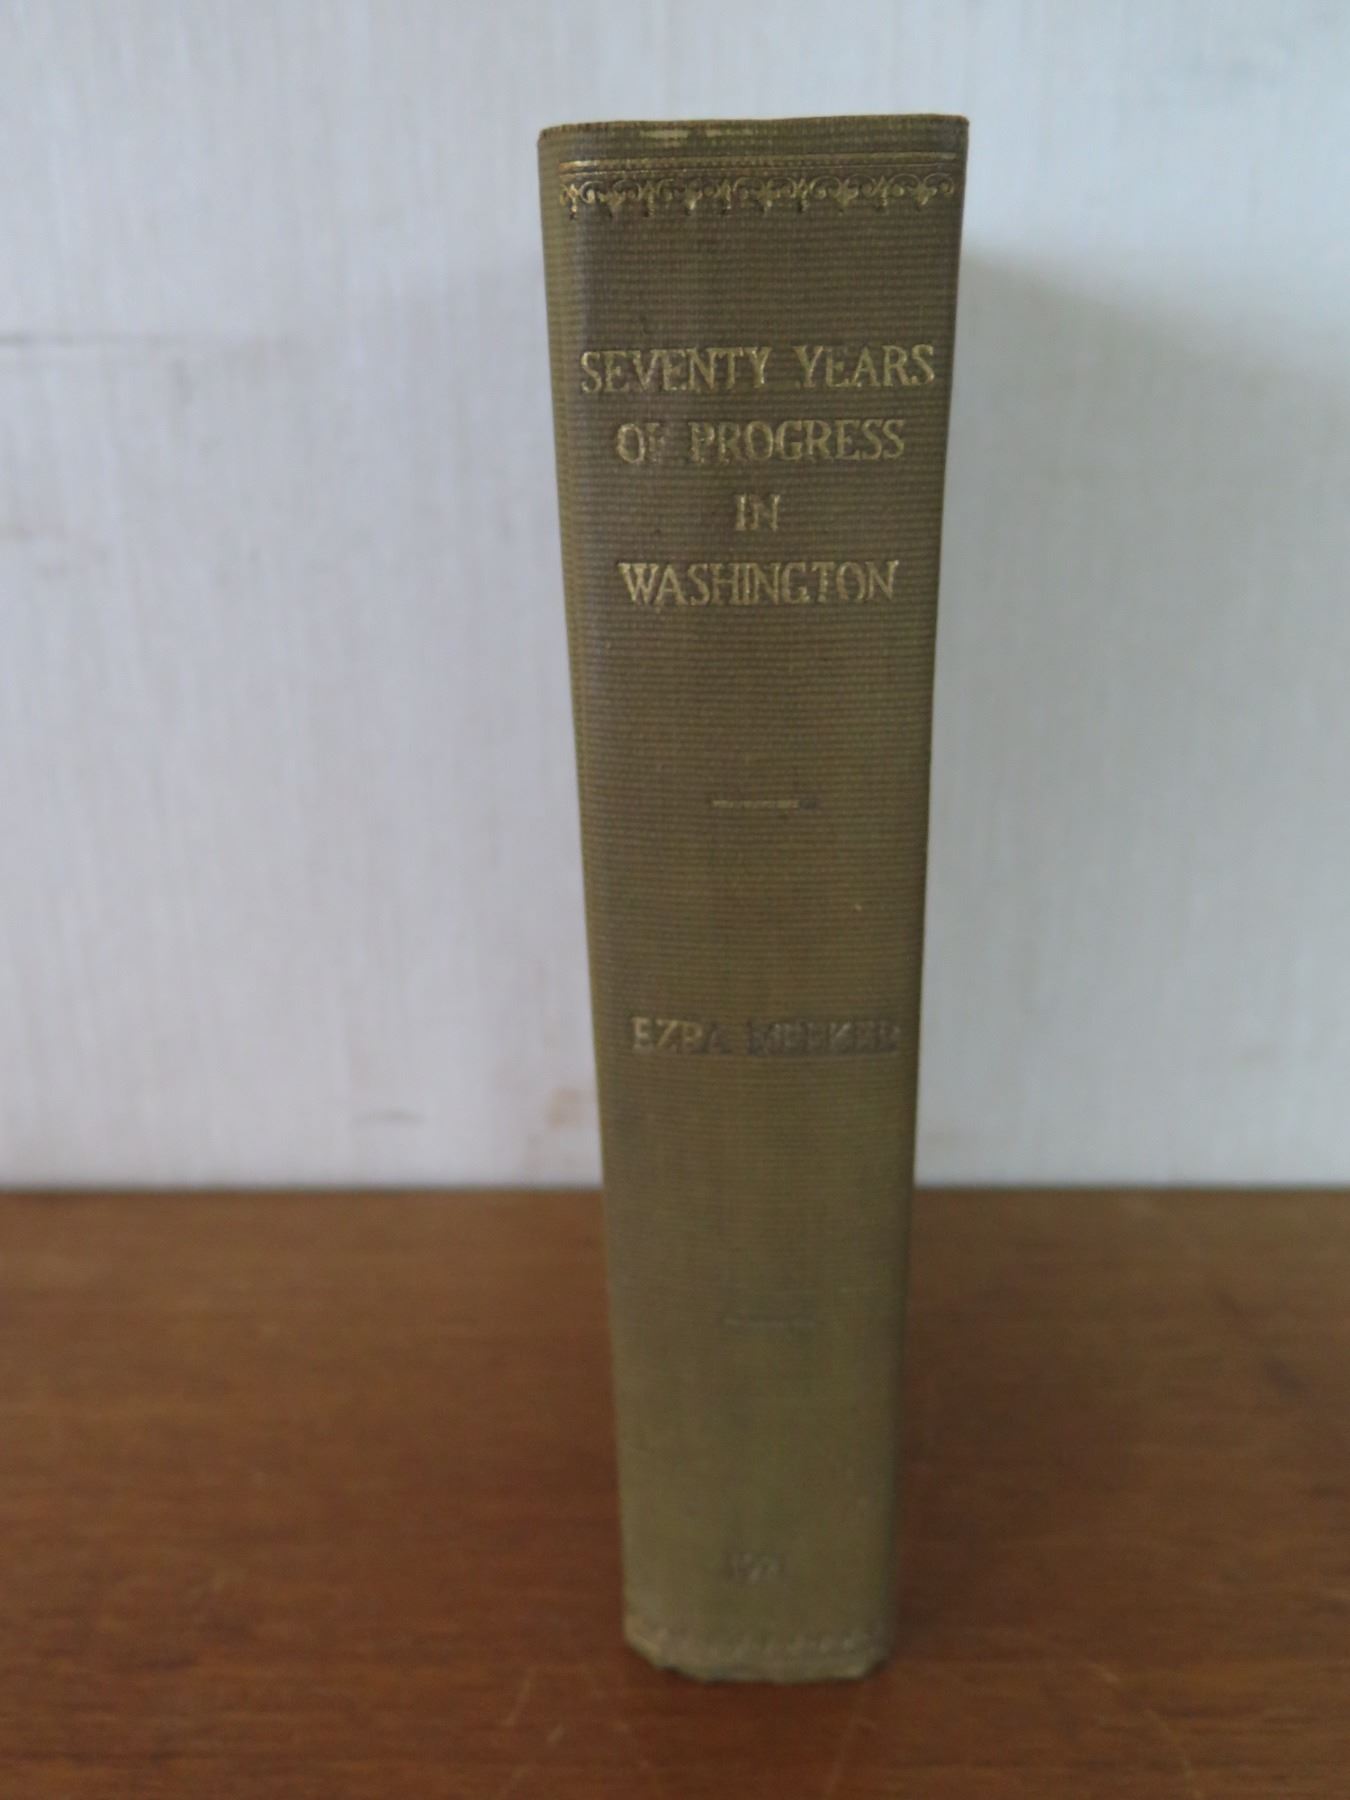 SEVENTY YEARS
OF PROGRESS
IN
WASHINGTON
EZRA MEEKER